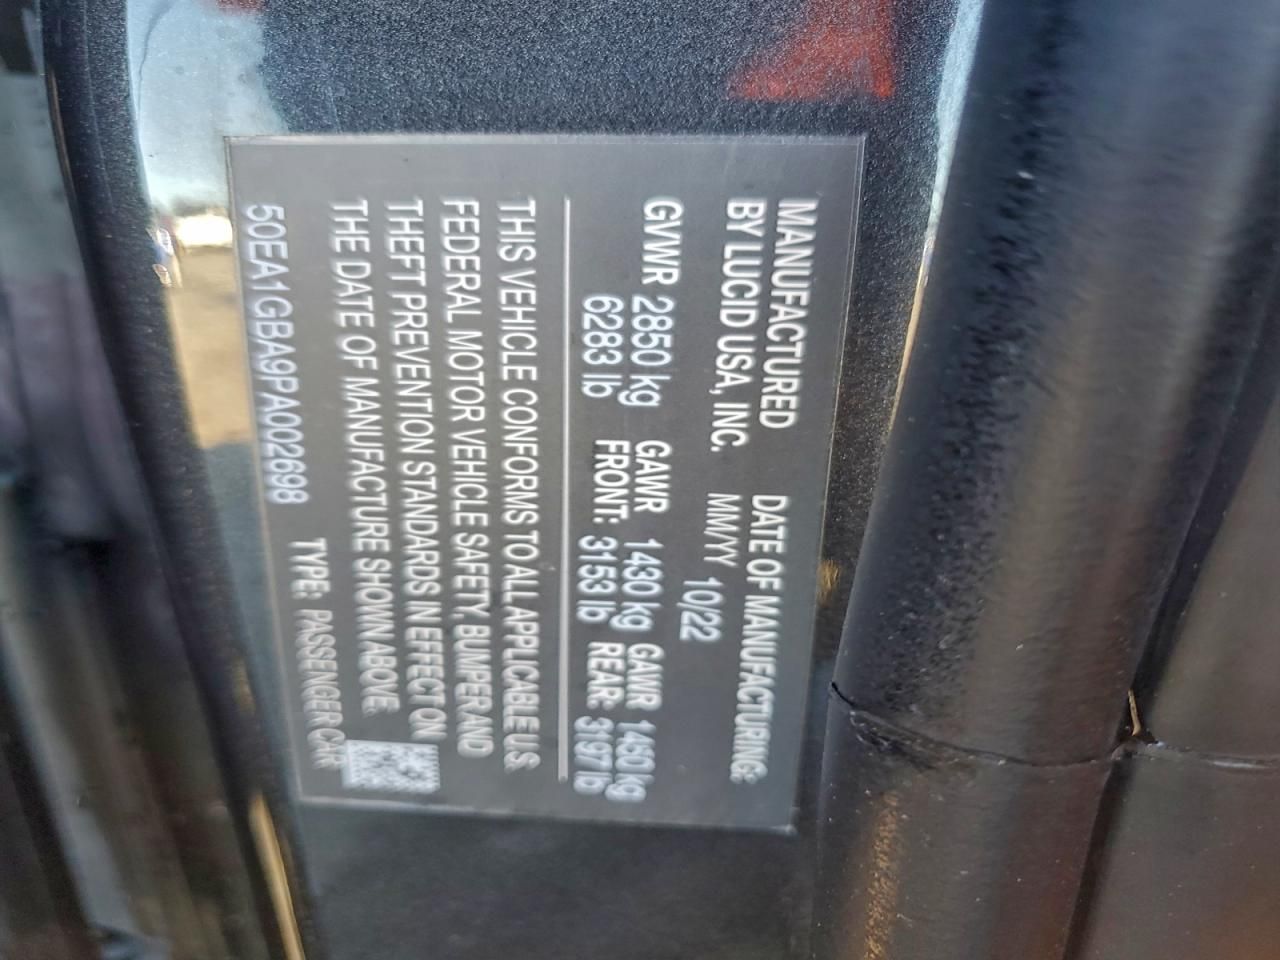 MANUFACTURED
BY LUCID USA, INC.
DATE OF MANUFACTURING:
MM/YY 10/22
GVWR 2850 kg
6283 lb
GAWR 1430 kg
FRONT: 3153 lb
GAWR 1450 kg
REAR: 3197 lb
THIS VEHICLE CONFORMS TO ALL APPLICABLE U.S.
FEDERAL MOTOR VEHICLE SAFETY, BUMPER AND
THEFT PREVENTION STANDARDS IN EFFECT ON
THE DATE OF MANUFACTURE SHOWN ABOVE.
50EA1GBA9PA002698
TYPE: PASSENGER CAR